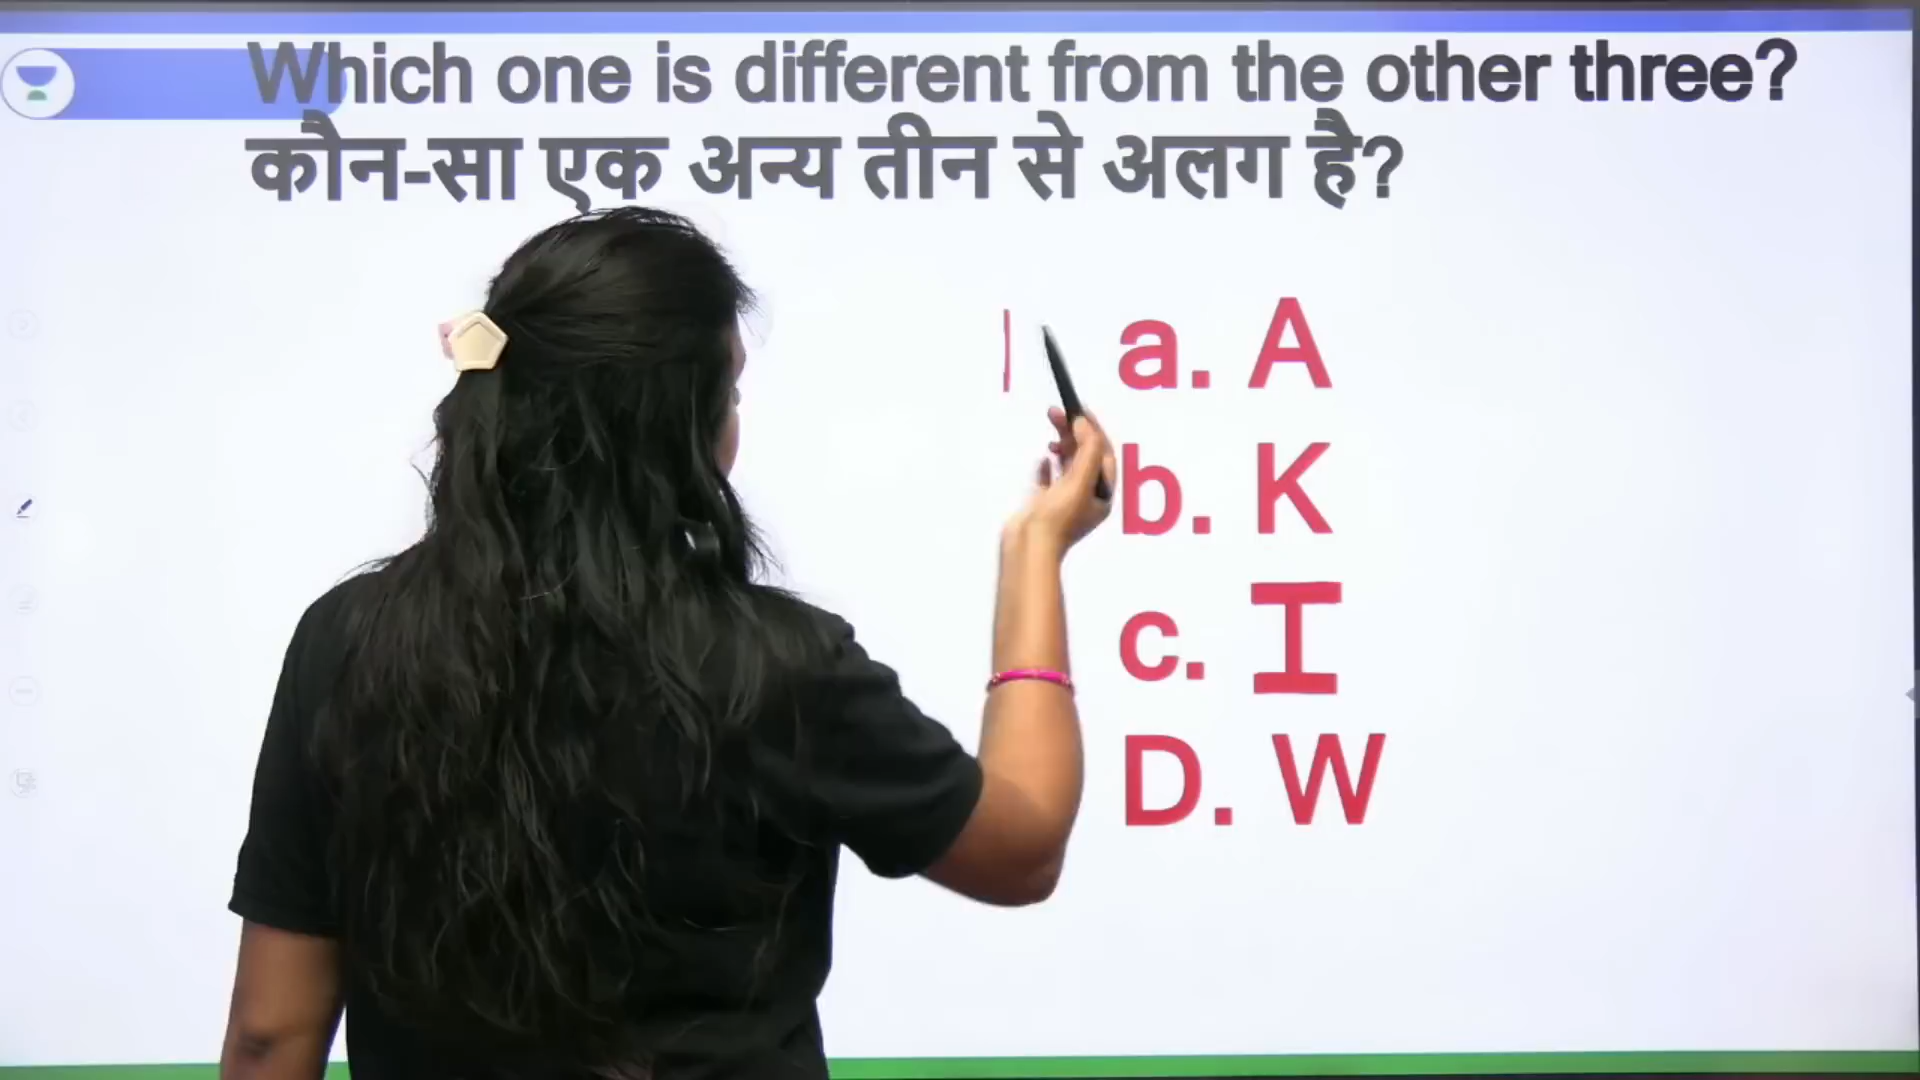 Which one is different from the other three?
कौन-सा एक अन्य तीन से अलग है?
a. A
b. K
c. I
D. W